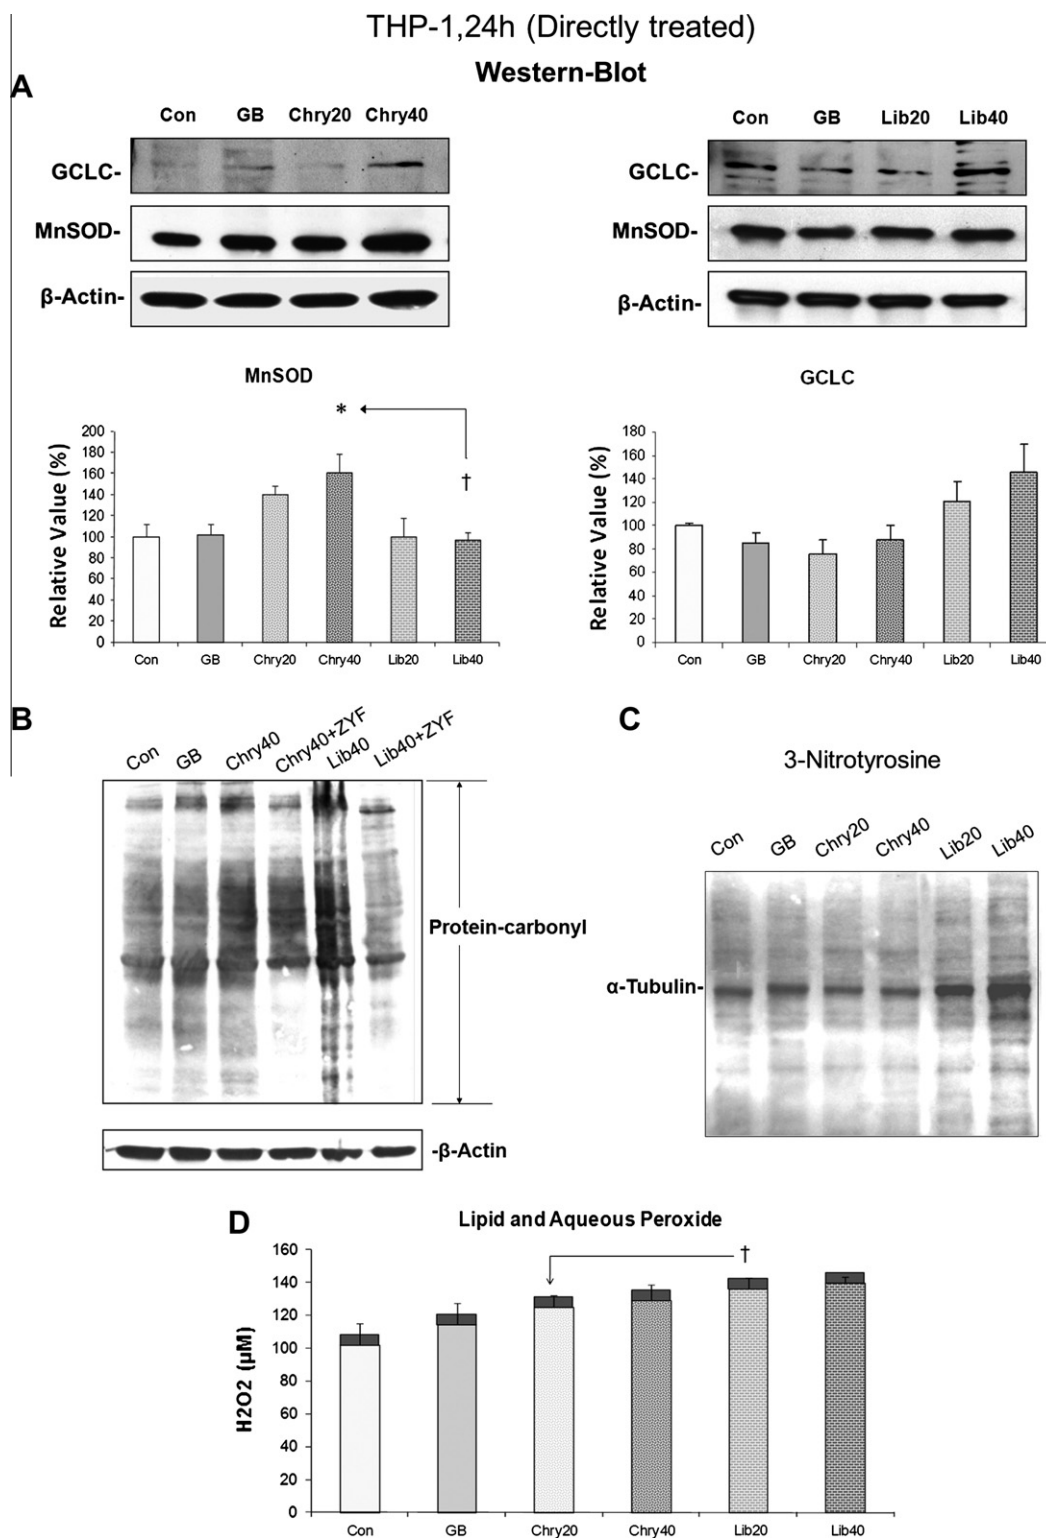 THP-1,24h (Directly treated)
Western-Blot
A
Con GB Chry20 Chry40
GCLC-
MnSOD-
β-Actin-
Con GB Lib20 Lib40
GCLC-
MnSOD-
β-Actin-
MnSOD
* †
Relative Value (%)
200
180
160
140
120
100
80
60
40
20
0
Con GB Chry20 Chry40 Lib20 Lib40
GCLC
Relative Value (%)
180
160
140
120
100
80
60
40
20
0
Con GB Chry20 Chry40 Lib20 Lib40
B
Con GB Chry40 Chry40+ZYF Lib40 Lib40+ZYF
Protein-carbonyl
-β-Actin
C
3-Nitrotyrosine
Con GB Chry20 Chry40 Lib20 Lib40
α-Tubulin-
D
Lipid and Aqueous Peroxide
†
H2O2 (μM)
160
140
120
100
80
60
40
20
0
Con GB Chry20 Chry40 Lib20 Lib40